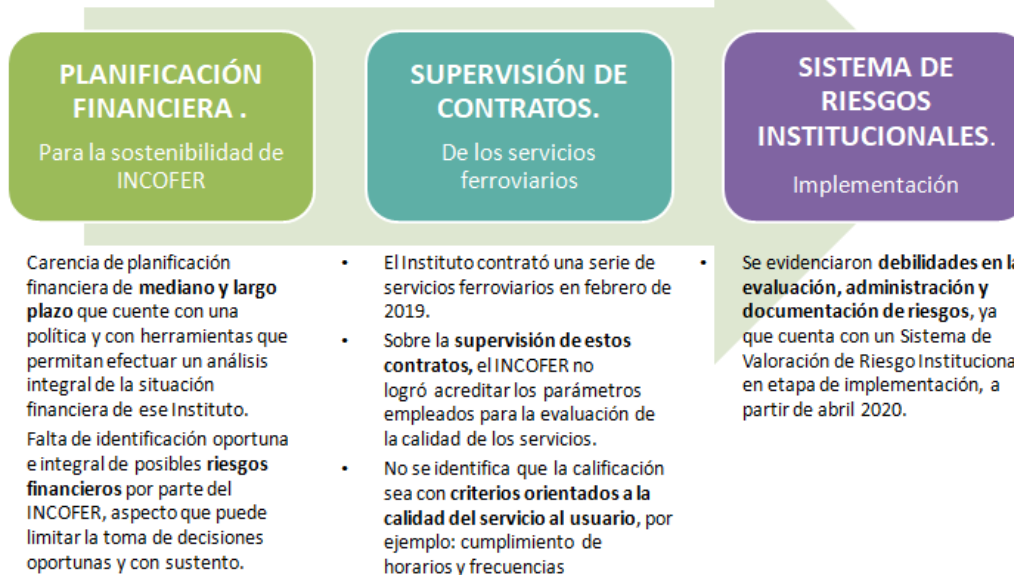 PLANIFICACIÓN
FINANCIERA .
Para la sostenibilidad de
INCOFER
Carencia de planificación
financiera de mediano y largo
plazo que cuente con una
política y con herramientas que
permitan efectuar un análisis
integral de la situación
financiera de ese Instituto.
Falta de identificación oportuna
e integral de posibles riesgos
financieros por parte del
INCOFER, aspecto que puede
limitar la toma de decisiones
oportunas y con sustento.
SUPERVISIÓN DE
CONTRATOS.
De los servicios
ferroviarios
• El Instituto contrató una serie de
servicios ferroviarios en febrero de
2019.
• Sobre la supervisión de estos
contratos, el INCOFER no
logró acreditar los parámetros
empleados para la evaluación de
la calidad de los servicios.
• No se identifica que la calificación
sea con criterios orientados a la
calidad del servicio al usuario, por
ejemplo: cumplimiento de
horarios y frecuencias
SISTEMA DE
RIESGOS
INSTITUCIONALES.
Implementación
• Se evidenciaron debilidades en la
evaluación, administración y
documentación de riesgos, ya
que cuenta con un Sistema de
Valoración de Riesgo Instituciona
en etapa de implementación, a
partir de abril 2020.